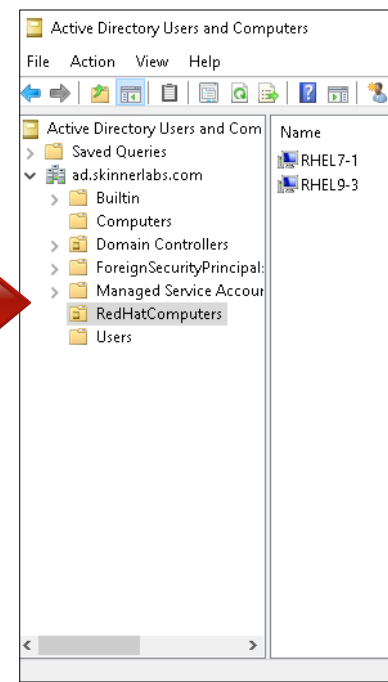 Active Directory Users and Computers
File Action View Help
Active Directory Users and Com
Saved Queries
ad.skinnerlabs.com
Builtin
Computers
Domain Controllers
ForeignSecurityPrincipal:
Managed Service Accour
RedHatComputers
Users
Name
RHEL7-1
RHEL9-3